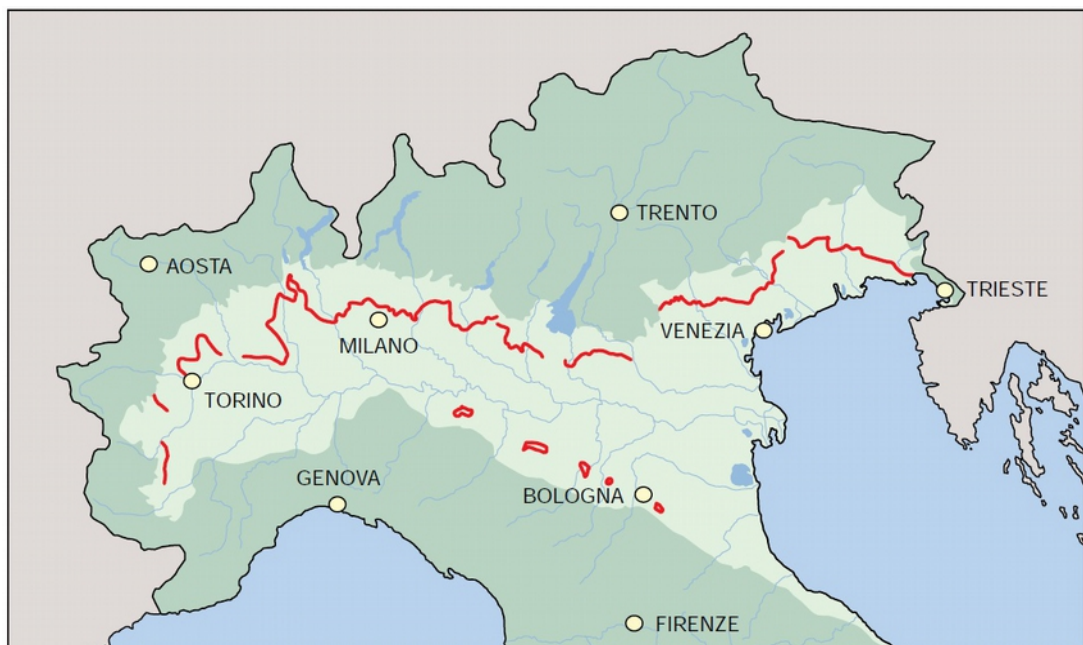 TRENTO
AOSTA
TRIESTE
VENEZIA
MILANO
TORINO
GENOVA
BOLOGNA
FIRENZE